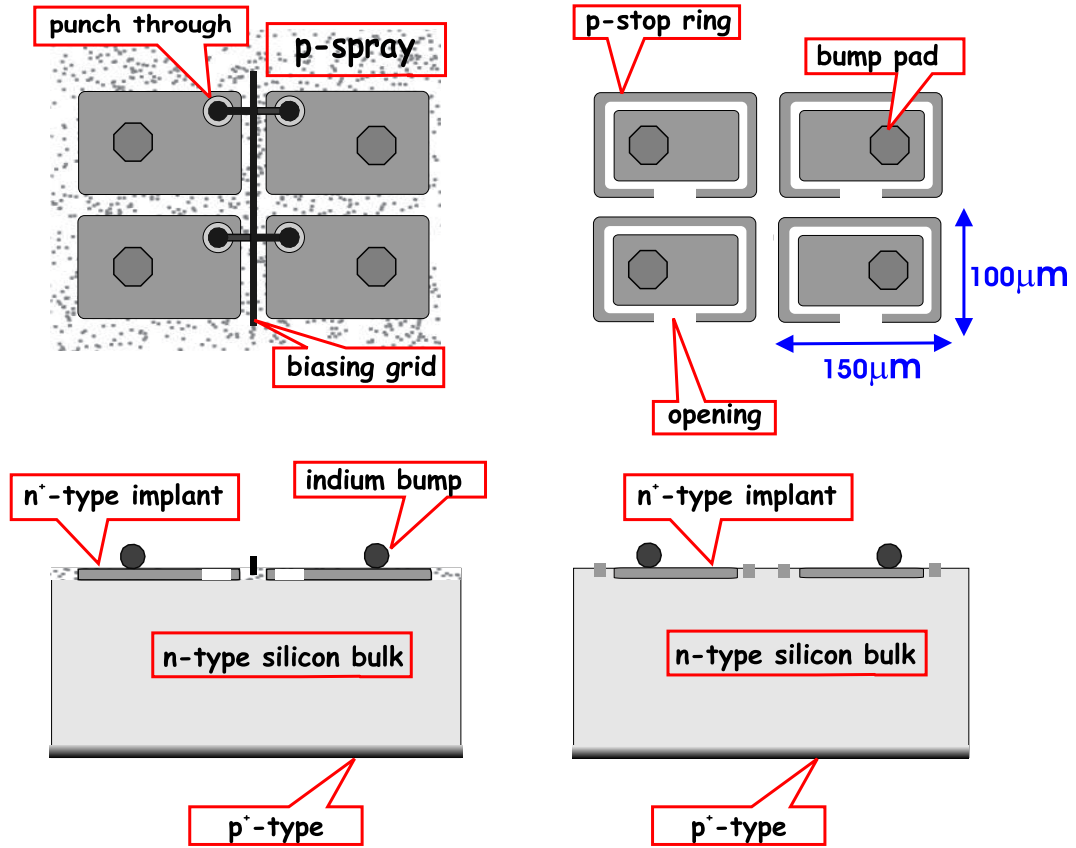 punch through
p-spray
p-stop ring
bump pad
100μm
150μm
biasing grid
opening
n⁺-type implant
indium bump
n⁺-type implant
n-type silicon bulk
n-type silicon bulk
p⁺-type
p⁺-type